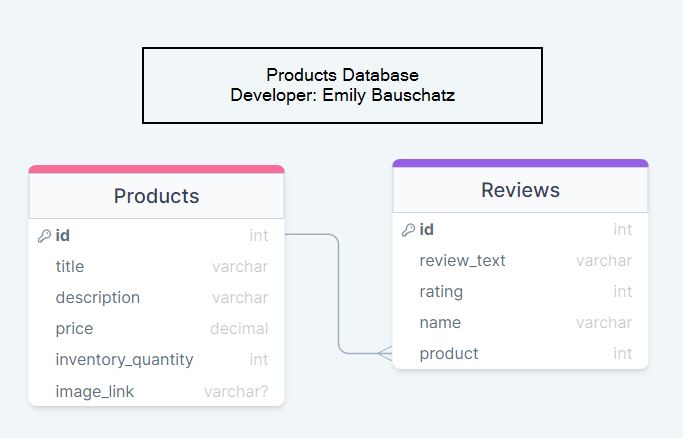 Products Database
Developer: Emily Bauschatz
Products
id int
title varchar
description varchar
price decimal
inventory_quantity int
image_link varchar?
Reviews
id int
review_text varchar
rating int
name varchar
product int